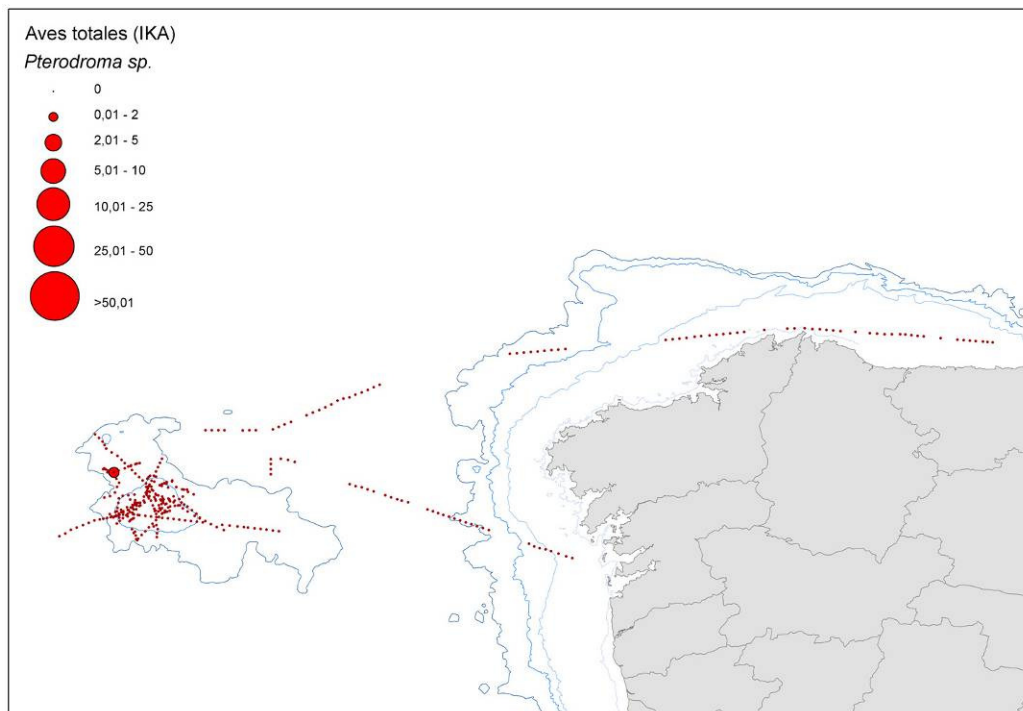 Aves totales (IKA)
Pterodroma sp.
0
0,01 - 2
2,01 - 5
5,01 - 10
10,01 - 25
25,01 - 50
>50,01